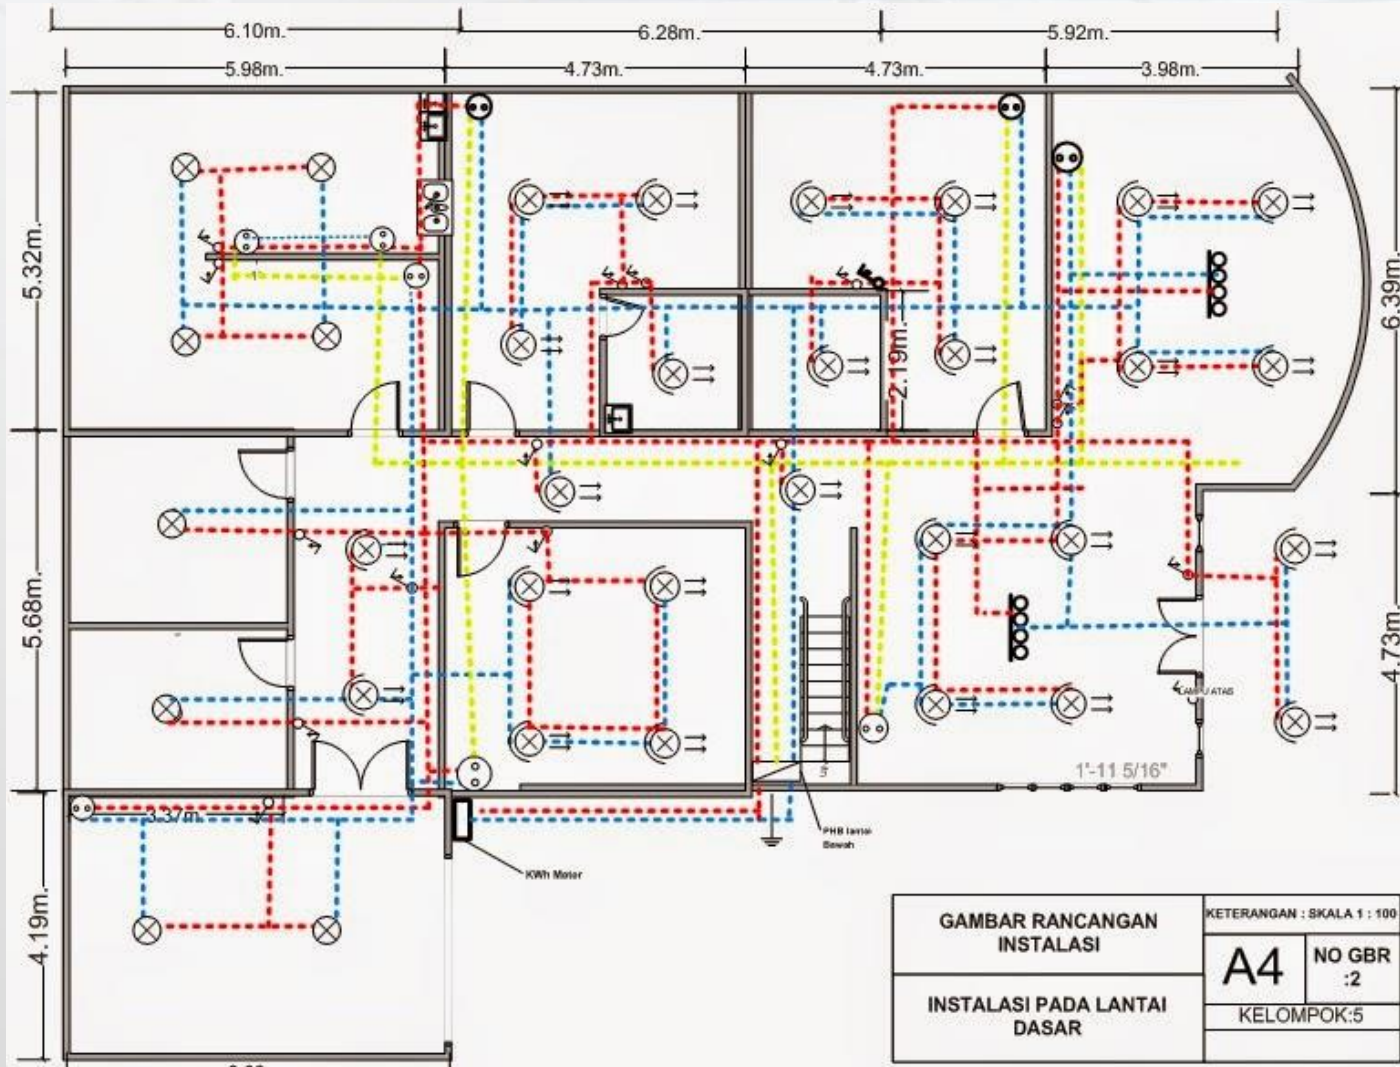 6.10m.
6.28m.
5.92m
5.98m.
4.73m.
4.73m.
3.98m.
5.32m.
6.39m.
2.19m.
5.68m.
4.73m
LAMPU ATAS
5
1'-11 5/16"
3.37m.
PHB lantai
Bawah
KWh Meter
4.19m.
GAMBAR RANCANGAN
INSTALASI
KETERANGAN : SKALA 1 : 100
A4
NO GBR
:2
INSTALASI PADA LANTAI
DASAR
KELOMPOK:5